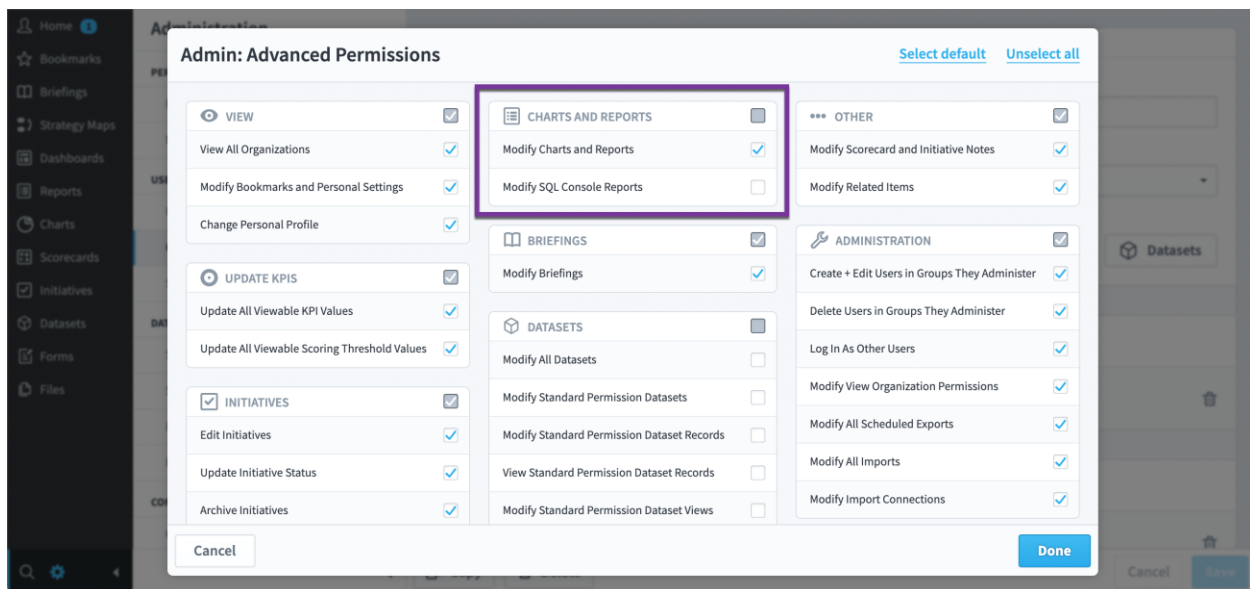 Home 1
Bookmarks
Briefings
Strategy Maps
Dashboards
Reports
Charts
Scorecards
Initiatives
Datasets
Forms
Files
Administration
Admin: Advanced Permissions
Select default
Unselect all
VIEW
View All Organizations
Modify Bookmarks and Personal Settings
Change Personal Profile
UPDATE KPIS
Update All Viewable KPI Values
Update All Viewable Scoring Threshold Values
INITIATIVES
Edit Initiatives
Update Initiative Status
Archive Initiatives
CHARTS AND REPORTS
Modify Charts and Reports
Modify SQL Console Reports
BRIEFINGS
Modify Briefings
DATASETS
Modify All Datasets
Modify Standard Permission Datasets
Modify Standard Permission Dataset Records
View Standard Permission Dataset Records
Modify Standard Permission Dataset Views
OTHER
Modify Scorecard and Initiative Notes
Modify Related Items
ADMINISTRATION
Create + Edit Users in Groups They Administer
Delete Users in Groups They Administer
Log In As Other Users
Modify View Organization Permissions
Modify All Scheduled Exports
Modify All Imports
Modify Import Connections
Cancel
Done
Datasets
Cancel
Save